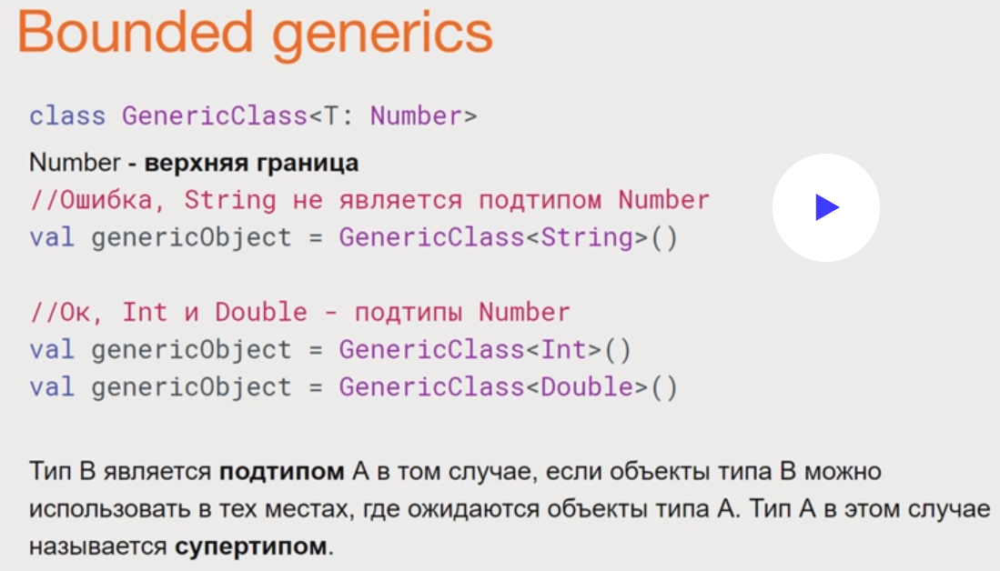 Bounded generics
class GenericClass<T: Number>
Number - верхняя граница
//Ошибка, String не является подтипом Number
val genericObject = GenericClass<String>()
//Ок, Int и Double - подтипы Number
val genericObject = GenericClass<Int>()
val genericObject = GenericClass<Double>()
Тип B является подтипом A в том случае, если объекты типа B можно
использовать в тех местах, где ожидаются объекты типа A. Тип A в этом случае
называется супертипом.